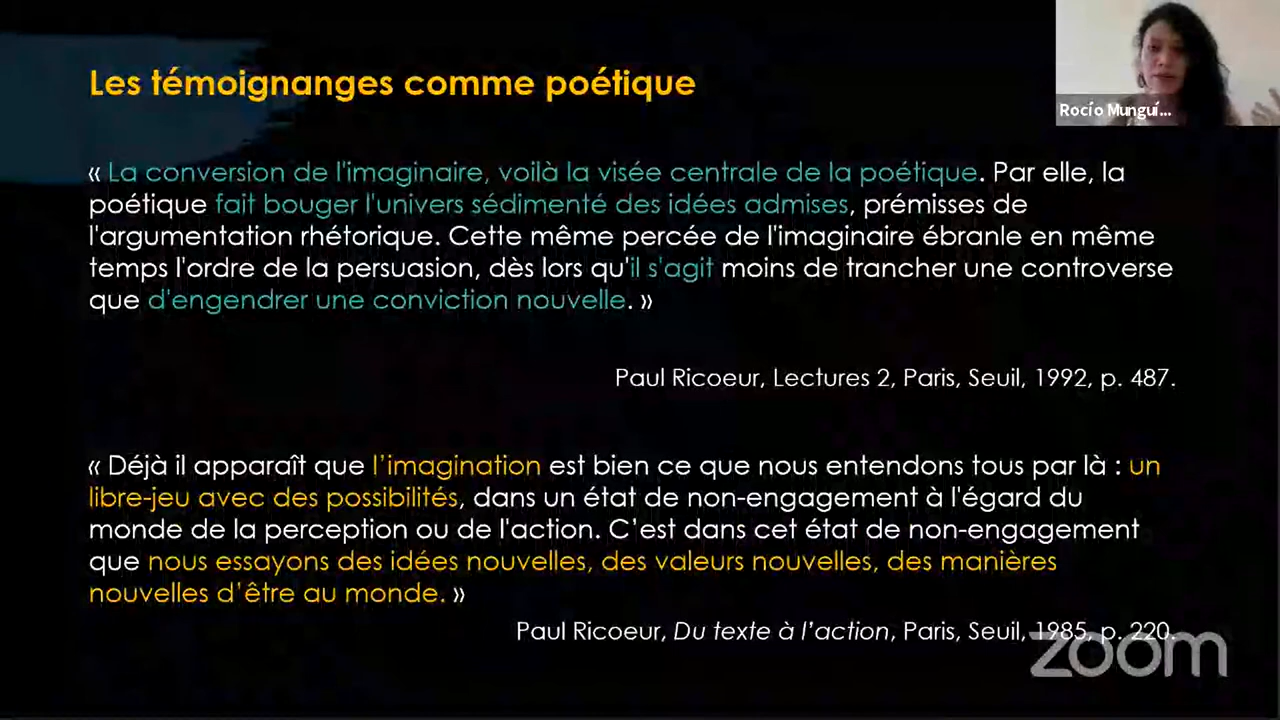 Les témoignanges comme poétique
Rocío Munguí...
« La conversion de l'imaginaire, voilà la visée centrale de la poétique. Par elle, la
poétique fait bouger l'univers sédimenté des idées admises, prémisses de
l'argumentation rhétorique. Cette même percée de l'imaginaire ébranle en même
temps l'ordre de la persuasion, dès lors qu'il s'agit moins de trancher une controverse
que d'engendrer une conviction nouvelle. »
Paul Ricoeur, Lectures 2, Paris, Seuil, 1992, p. 487.
« Déjà il apparaît que l’imagination est bien ce que nous entendons tous par là : un
libre-jeu avec des possibilités, dans un état de non-engagement à l'égard du
monde de la perception ou de l'action. C’est dans cet état de non-engagement
que nous essayons des idées nouvelles, des valeurs nouvelles, des manières
nouvelles d’être au monde. »
Paul Ricoeur, Du texte à l’action, Paris, Seuil, 1985, p. 220.
zoom